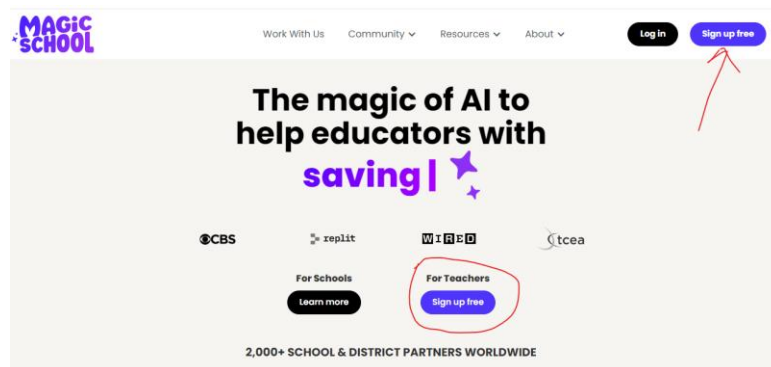 MAGiC
SCHOOL
Work With Us Community Resources About Log in Sign up free
The magic of AI to
help educators with
saving|
CBS replit WIRED tcea
For Schools For Teachers
Learn more Sign up free
2,000+ SCHOOL & DISTRICT PARTNERS WORLDWIDE